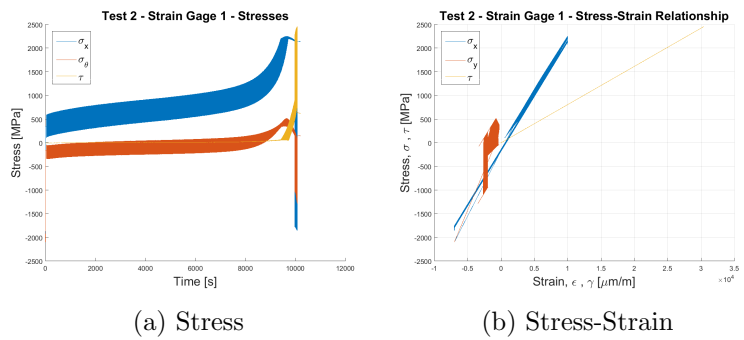 Test 2 - Strain Gage 1 - Stresses
2500
2000
1500
1000
500
0
-500
-1000
-1500
-2000
-2500
Stress [MPa]
σx
σθ
τ
0
2000
4000
6000
8000
10000
12000
Time [s]
(a) Stress
Test 2 - Strain Gage 1 - Stress-Strain Relationship
2500
2000
1500
1000
500
0
-500
-1000
-1500
-2000
-2500
Stress, σ , τ [MPa]
σx
σy
τ
-1
-0.5
0
0.5
1
1.5
2
2.5
3
3.5
×10⁴
Strain, ϵ , γ [μm/m]
(b) Stress-Strain